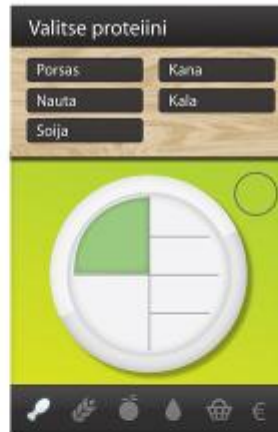 Valitse proteiini
Porsas Kana
Nauta Kala
Soija
€